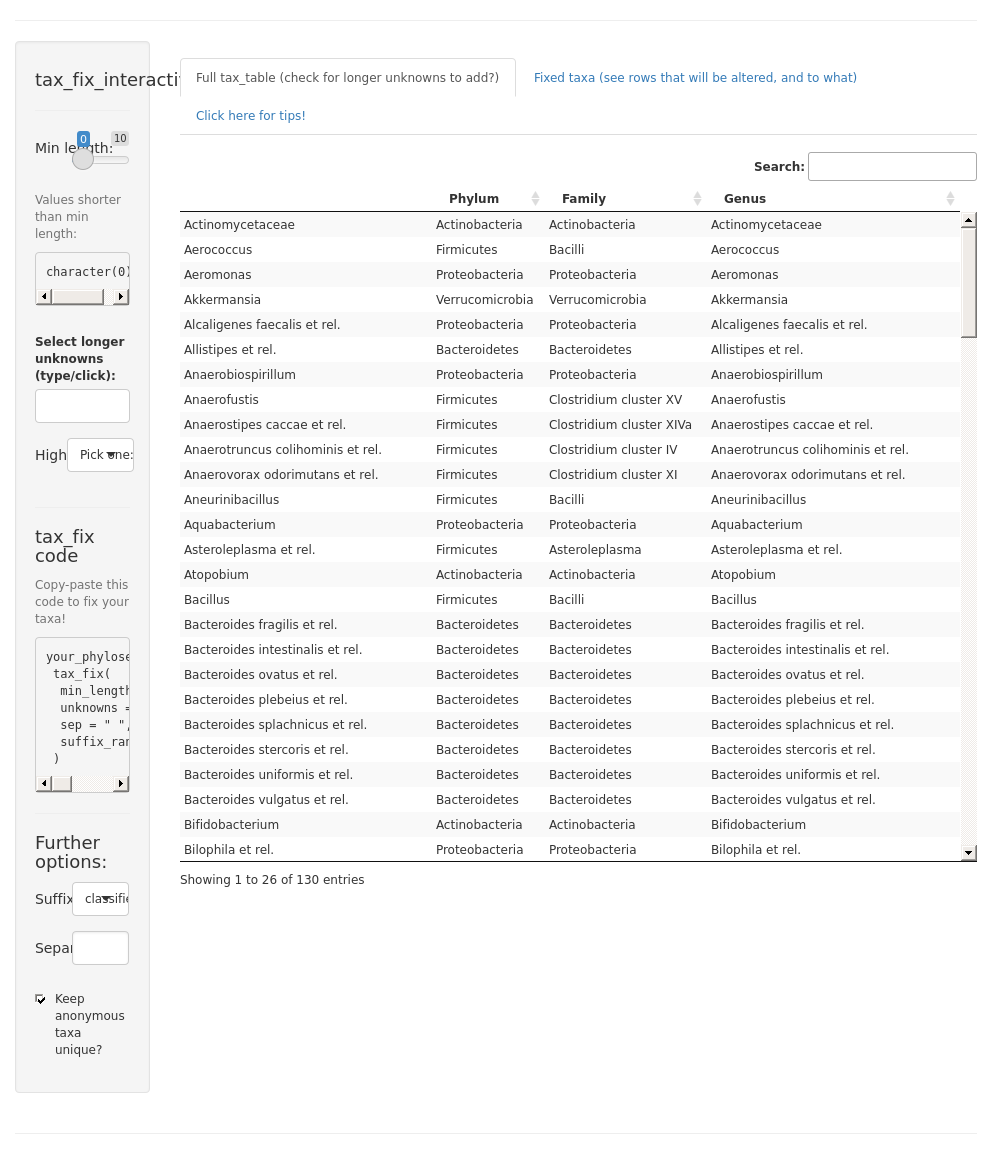 tax_fix_interacti
Min length:
0
10
Values shorter
than min
length:
character(0)
Select longer
unknowns
(type/click):
High
Pick one:
tax_fix
code
Copy-paste this
code to fix your
taxa!
your_phylose
tax_fix(
min_length
unknowns =
sep = " ",
suffix_ran
)
Further
options:
Suffix
classifie
Separ
Keep
anonymous
taxa
unique?
Full tax_table (check for longer unknowns to add?)
Fixed taxa (see rows that will be altered, and to what)
Click here for tips!
Search:
Phylum Family Genus
Actinomycetaceae Actinobacteria Actinobacteria Actinomycetaceae
Aerococcus Firmicutes Bacilli Aerococcus
Aeromonas Proteobacteria Proteobacteria Aeromonas
Akkermansia Verrucomicrobia Verrucomicrobia Akkermansia
Alcaligenes faecalis et rel. Proteobacteria Proteobacteria Alcaligenes faecalis et rel.
Allistipes et rel. Bacteroidetes Bacteroidetes Allistipes et rel.
Anaerobiospirillum Proteobacteria Proteobacteria Anaerobiospirillum
Anaerofustis Firmicutes Clostridium cluster XV Anaerofustis
Anaerostipes caccae et rel. Firmicutes Clostridium cluster XIVa Anaerostipes caccae et rel.
Anaerotruncus colihominis et rel. Firmicutes Clostridium cluster IV Anaerotruncus colihominis et rel.
Anaerovorax odorimutans et rel. Firmicutes Clostridium cluster XI Anaerovorax odorimutans et rel.
Aneurinibacillus Firmicutes Bacilli Aneurinibacillus
Aquabacterium Proteobacteria Proteobacteria Aquabacterium
Asteroleplasma et rel. Firmicutes Asteroleplasma Asteroleplasma et rel.
Atopobium Actinobacteria Actinobacteria Atopobium
Bacillus Firmicutes Bacilli Bacillus
Bacteroides fragilis et rel. Bacteroidetes Bacteroidetes Bacteroides fragilis et rel.
Bacteroides intestinalis et rel. Bacteroidetes Bacteroidetes Bacteroides intestinalis et rel.
Bacteroides ovatus et rel. Bacteroidetes Bacteroidetes Bacteroides ovatus et rel.
Bacteroides plebeius et rel. Bacteroidetes Bacteroidetes Bacteroides plebeius et rel.
Bacteroides splachnicus et rel. Bacteroidetes Bacteroidetes Bacteroides splachnicus et rel.
Bacteroides stercoris et rel. Bacteroidetes Bacteroidetes Bacteroides stercoris et rel.
Bacteroides uniformis et rel. Bacteroidetes Bacteroidetes Bacteroides uniformis et rel.
Bacteroides vulgatus et rel. Bacteroidetes Bacteroidetes Bacteroides vulgatus et rel.
Bifidobacterium Actinobacteria Actinobacteria Bifidobacterium
Bilophila et rel. Proteobacteria Proteobacteria Bilophila et rel.
Showing 1 to 26 of 130 entries